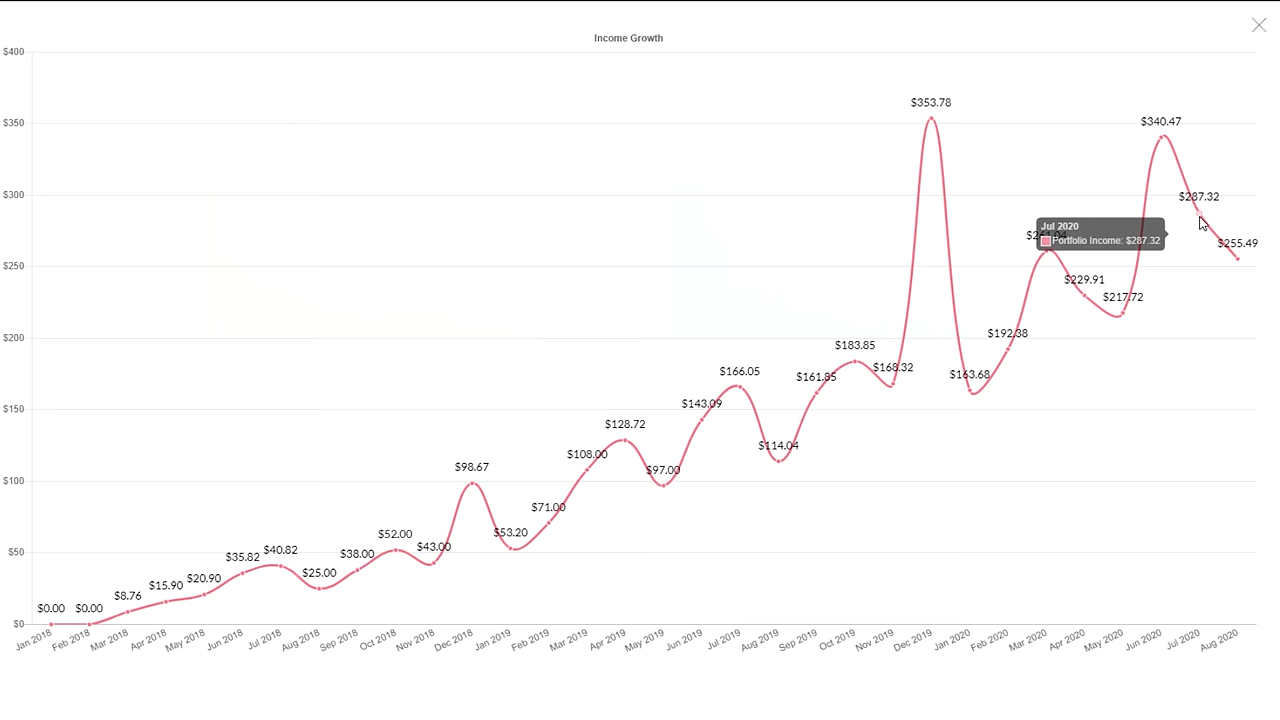 Income Growth
$400
$350
$300
$250
$200
$150
$100
$50
$0
$0.00
$0.00
$8.76
$15.90
$20.90
$35.82
$40.82
$25.00
$38.00
$52.00
$43.00
$98.67
$53.20
$71.00
$108.00
$128.72
$97.00
$143.09
$166.05
$114.04
$161.85
$183.85
$168.32
$353.78
$163.68
$192.38
$229.91
$217.72
$340.47
$287.32
$255.49
Jul 2020
Portfolio Income: $287.32
Jan 2018
Feb 2018
Mar 2018
Apr 2018
May 2018
Jun 2018
Jul 2018
Aug 2018
Sep 2018
Oct 2018
Nov 2018
Dec 2018
Jan 2019
Feb 2019
Mar 2019
Apr 2019
May 2019
Jun 2019
Jul 2019
Aug 2019
Sep 2019
Oct 2019
Nov 2019
Dec 2019
Jan 2020
Feb 2020
Mar 2020
Apr 2020
May 2020
Jun 2020
Jul 2020
Aug 2020